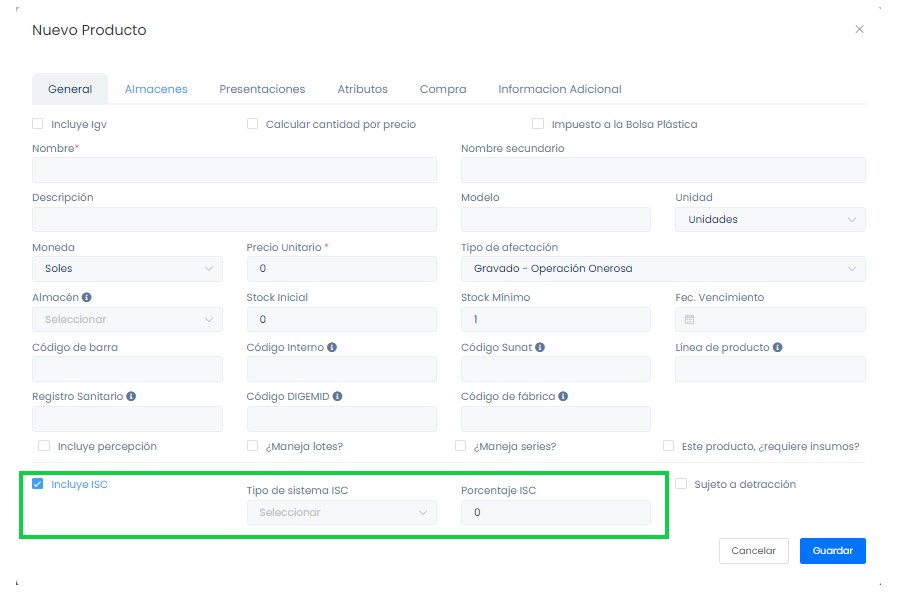 Nuevo Producto
General Almacenes Presentaciones Atributos Compra Informacion Adicional
Incluye Igv Calcular cantidad por precio Impuesto a la Bolsa Plástica
Nombre* Nombre secundario
Descripción Modelo Unidad
Unidades
Moneda Precio Unitario * Tipo de afectación
Soles 0 Gravado - Operación Onerosa
Almacén Stock Inicial Stock Mínimo Fec. Vencimiento
Seleccionar 0 1
Código de barra Código Interno Código Sunat Línea de producto
Registro Sanitario Código DIGEMID Código de fábrica
Incluye percepción ¿Maneja lotes? ¿Maneja series? Este producto, ¿requiere insumos?
Incluye ISC Tipo de sistema ISC Porcentaje ISC Sujeto a detracción
Seleccionar 0
Cancelar Guardar